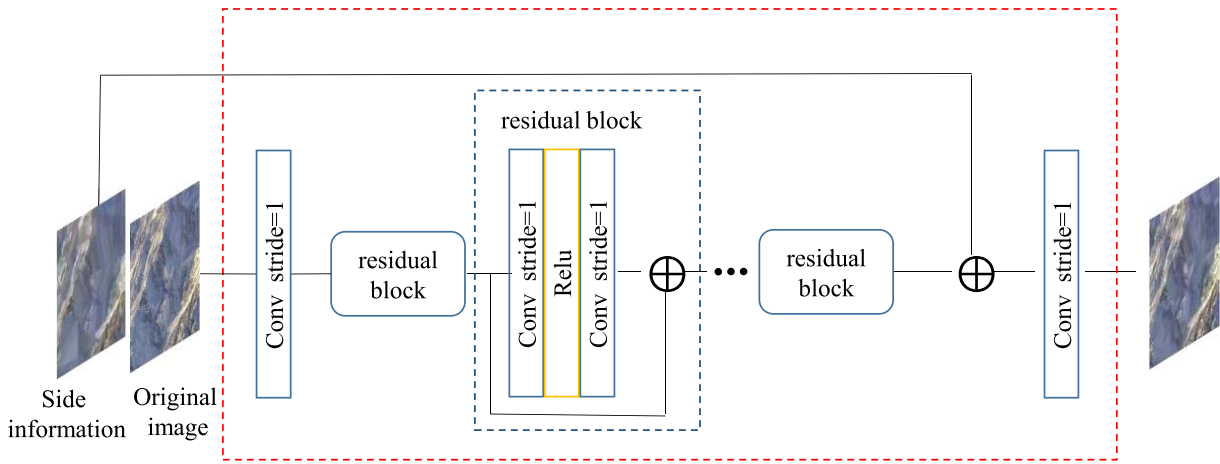 residual block
Conv stride=1
residual
block
Conv stride=1
Relu
Conv stride=1
residual
block
Conv stride=1
Side
information
Original
image